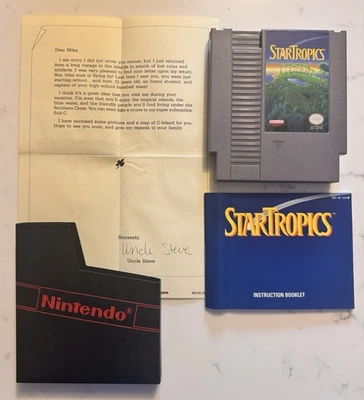 Dear Mike,
I am sorry I did not write you sooner, but I just returned
from a long voyage to the islands in search of lost ruins and
artifacts. I was very pleased to find your letter upon my return.
Boy, time sure is flying by! Last time I saw you, you were just
starting school... and now, 15 years old, an honor student, and
captain of your high school baseball team!
I think it's a great idea that you visit me during your
vacation. I'm sure that you'll enjoy the tropical islands, the
blue water, and the friendly people you'll find living under the
Southern Cross. You can even take a cruise in my super submarine,
Sub-C.
I have enclosed some pictures and a map of C-Island for you.
Hope to see you soon, and give my regards to your family.
Sincerely,
Uncle Steve
Uncle Steve
STARTROPICS
Nintendo®
STARTROPICS
INSTRUCTION BOOKLET